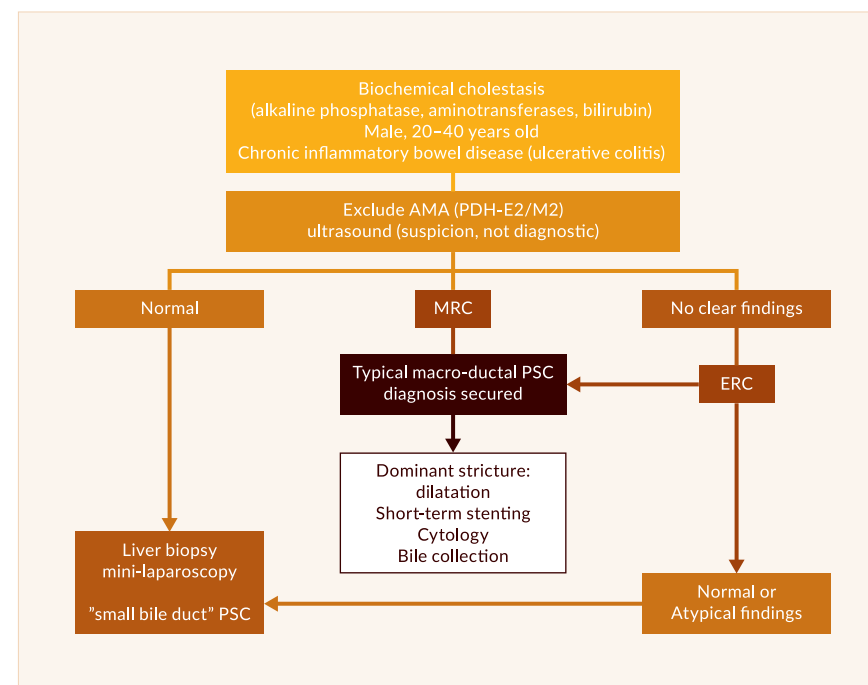 Biochemical cholestasis
(alkaline phosphatase, aminotransferases, bilirubin)
Male, 20–40 years old
Chronic inflammatory bowel disease (ulcerative colitis)
Exclude AMA (PDH-E2/M2)
ultrasound (suspicion, not diagnostic)
Normal
MRC
No clear findings
Typical macro-ductal PSC
diagnosis secured
ERC
Dominant stricture:
dilatation
Short-term stenting
Cytology
Bile collection
Liver biopsy
mini-laparoscopy
”small bile duct” PSC
Normal or
Atypical findings